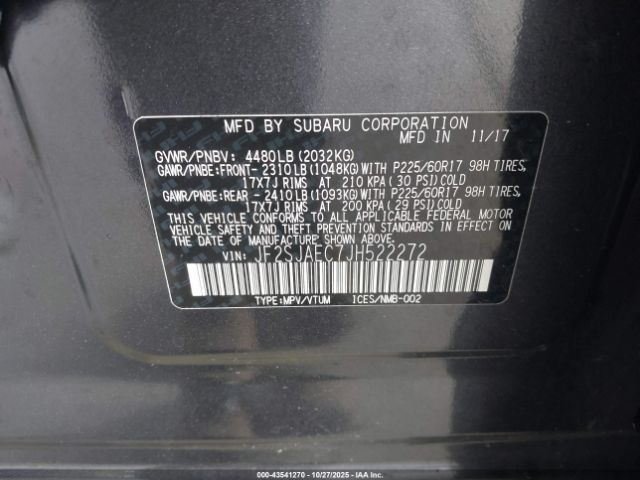 MFD BY SUBARU CORPORATION
MFD IN 11/17
GVWR/PNBV: 4480LB(2032KG)
GAWR/PNBE:FRONT-2310LB(1048KG)WITH P225/60R17 98H TIRES,
17X7J RIMS AT 210 KPA(30 PSI)COLD
GAWR/PNBE:REAR -2410LB(1093KG)WITH P225/60R17 98H TIRES,
17X7J RIMS AT 200 KPA(29 PSI)COLD
THIS VEHICLE CONFORMS TO ALL APPLICABLE FEDERAL MOTOR
VEHICLE SAFETY AND THEFT PREVENTION STANDARDS IN EFFECT
ON THE DATE OF MANUFACTURE SHOWN ABOVE.
VIN: JF2SJAEC7JH522272
TYPE:MPV/VTUM ICES/NMB-002
000-43541270 | 10/27/2025 | IAAI.CA